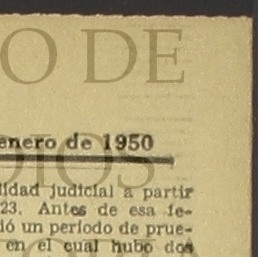 O DE
enero de 1950
DIOS
lidad judicial a partir
23. Antes de esa fe-
ió un período de prue-
en el cual hubo dos